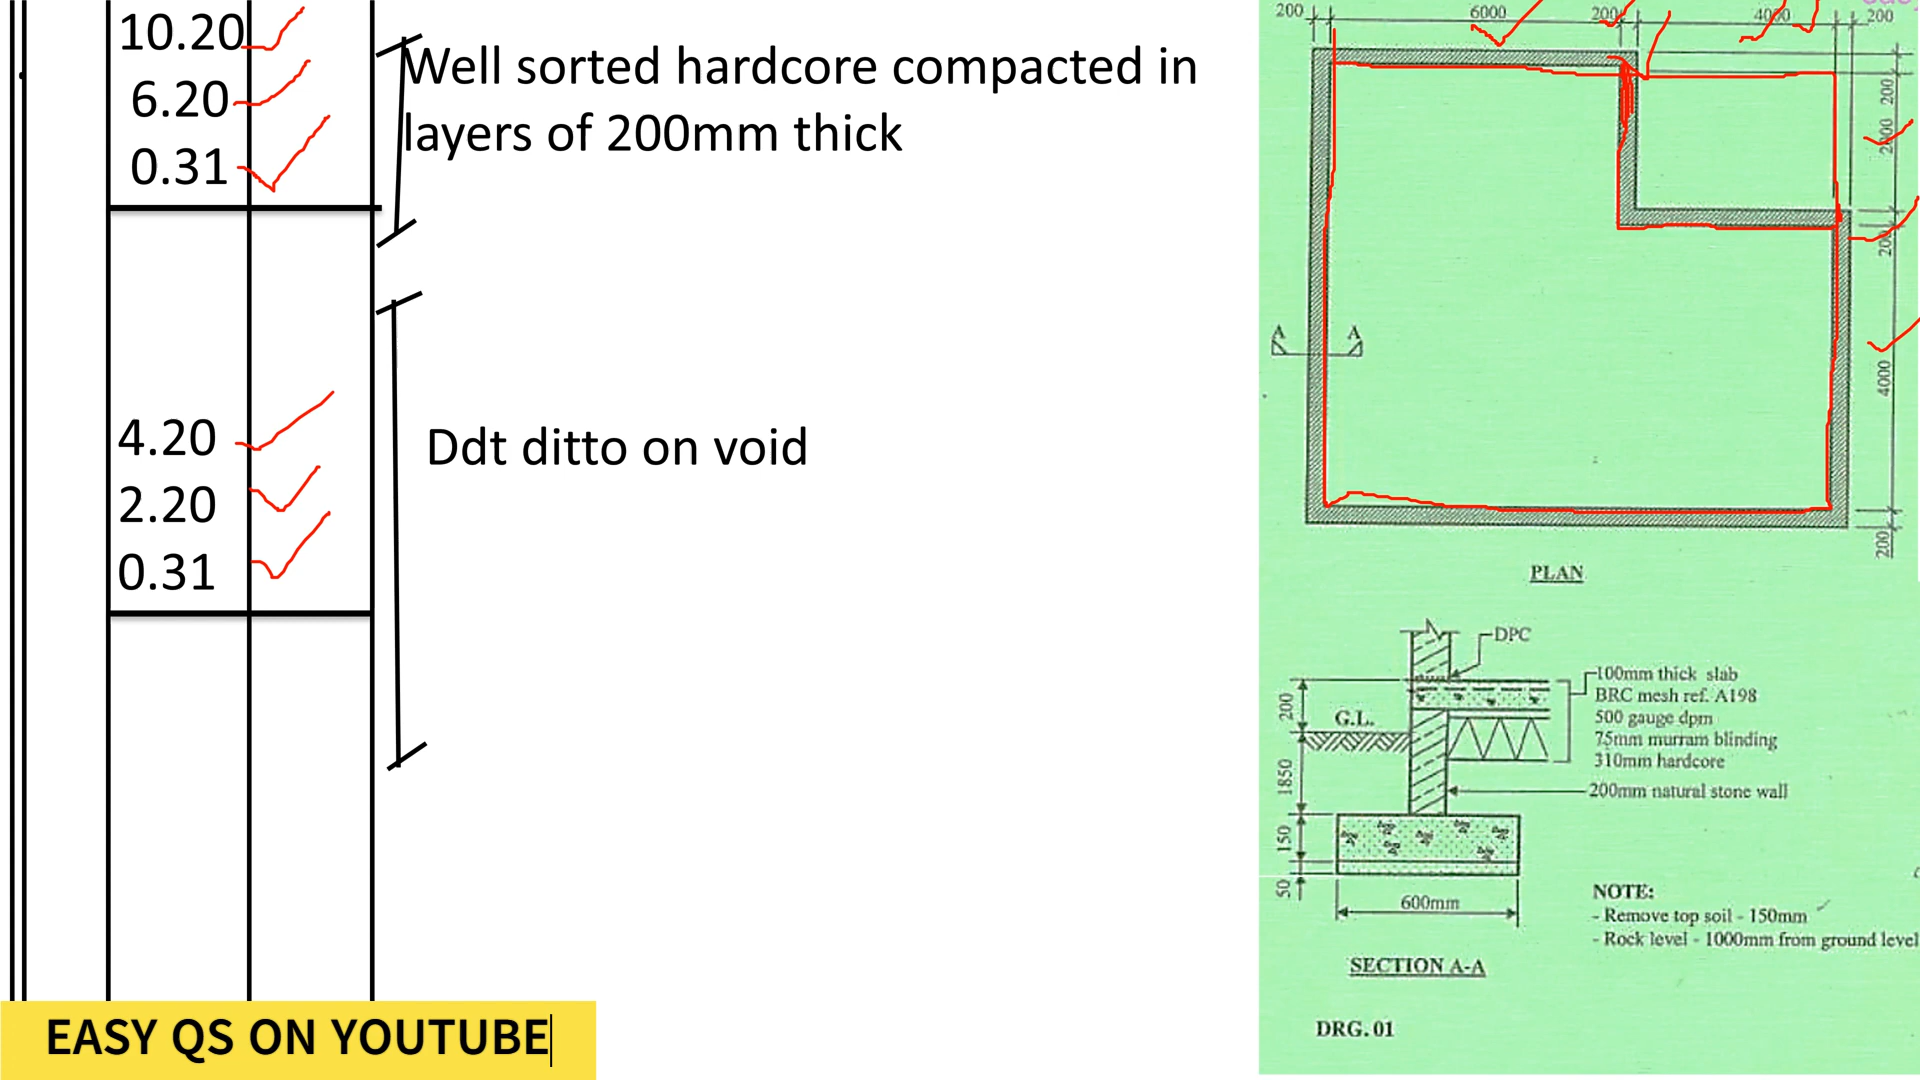 10.20
6.20
0.31
Well sorted hardcore compacted in
layers of 200mm thick
4.20
2.20
0.31
Ddt ditto on void
EASY QS ON YOUTUBE
200 6000 200 4000 200
200
2000
200
A A
4000
200
PLAN
DPC
100mm thick slab
BRC mesh ref. A198
500 gauge dpm
75mm murram blinding
310mm hardcore
200mm natural stone wall
200
G.L.
1850
150
50
600mm
NOTE:
- Remove top soil - 150mm
- Rock level - 1000mm from ground level
SECTION A-A
DRG. 01